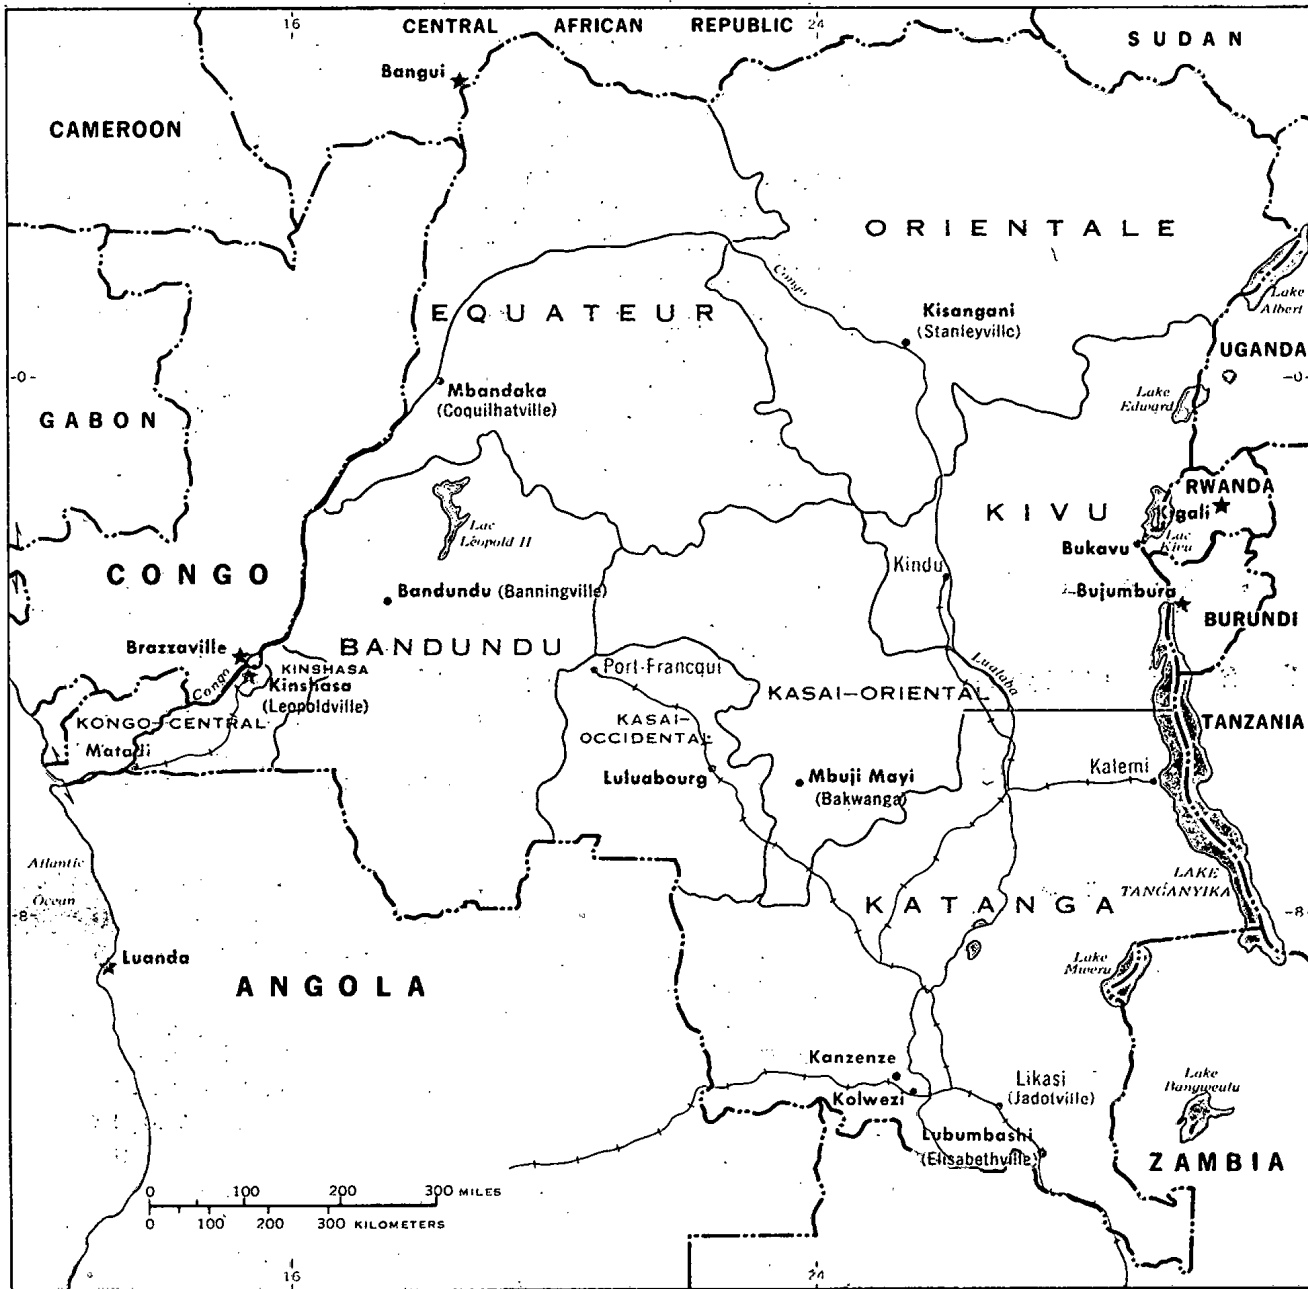 16
CENTRAL AFRICAN REPUBLIC
24
SUDAN
Bangui
CAMEROON
ORIENTALE
Congo
EQUATEUR
Lake
Albert
Kisangani
(Stanleyville)
UGANDA
-0-
-0-
Mbandaka
(Coquilhatville)
Lake
Edward
GABON
RWANDA
Kigali
KIVU
Lac
Léopold II
Bukavu
Lac
Kivu
CONGO
Kindu
Bandundu (Banningville)
Bujumbura
BURUNDI
Brazzaville
BANDUNDU
KINSHASA
Kinshasa
(Leopoldville)
Congo
Port-Francqui
Lualaba
KASAI-ORIENTAL
KONGO-CENTRAL
KASAI-
OCCIDENTAL
TANZANIA
Matadi
Luluabourg
Mbuji Mayi
(Bakwanga)
Kalemi
Atlantic
Ocean
LAKE
TANGANYIKA
-8-
KATANGA
-8-
Luanda
Lake
Mweru
ANGOLA
Kanzenze
Kolwezi
Likasi
(Jadotville)
Lake
Bangweulu
Lubumbashi
(Elisabethville)
ZAMBIA
0 100 200 300 MILES
0 100 200 300 KILOMETERS
16
24